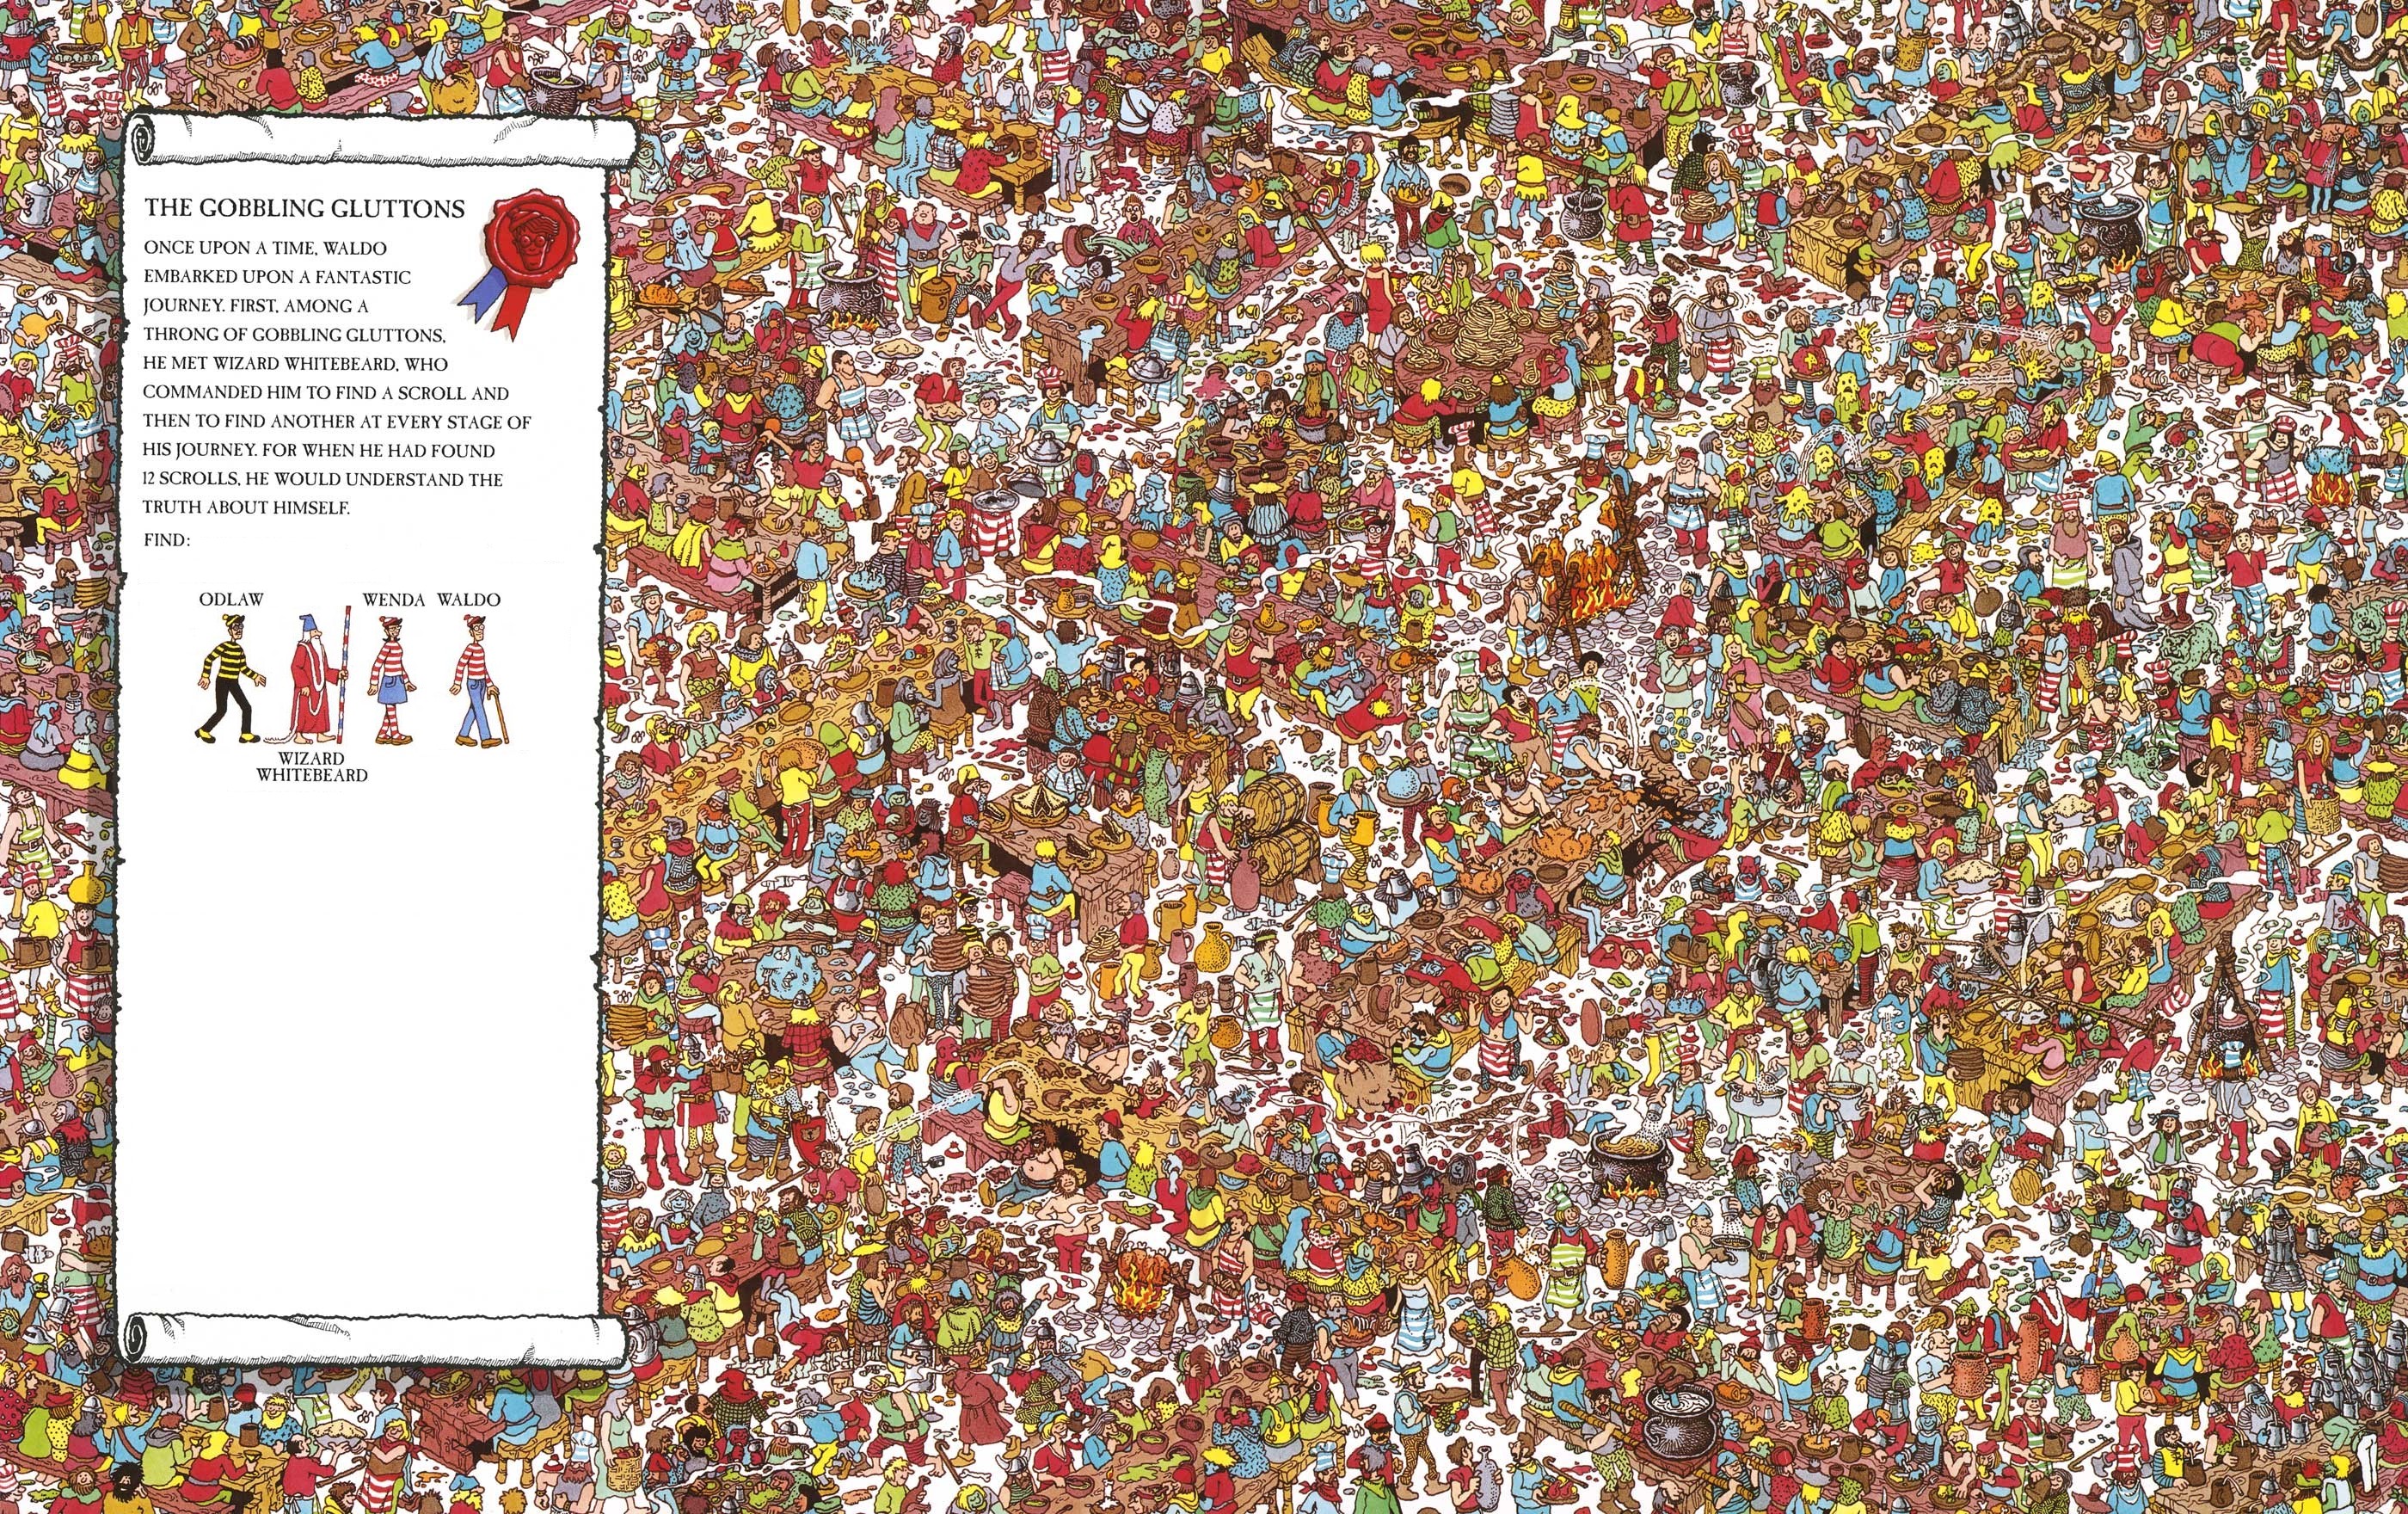 THE GOBBLING GLUTTONS
ONCE UPON A TIME, WALDO
EMBARKED UPON A FANTASTIC
JOURNEY. FIRST, AMONG A
THRONG OF GOBBLING GLUTTONS,
HE MET WIZARD WHITEBEARD, WHO
COMMANDED HIM TO FIND A SCROLL AND
THEN TO FIND ANOTHER AT EVERY STAGE OF
HIS JOURNEY. FOR WHEN HE HAD FOUND
12 SCROLLS, HE WOULD UNDERSTAND THE
TRUTH ABOUT HIMSELF.
FIND:
ODLAW WENDA WALDO
WIZARD
WHITEBEARD